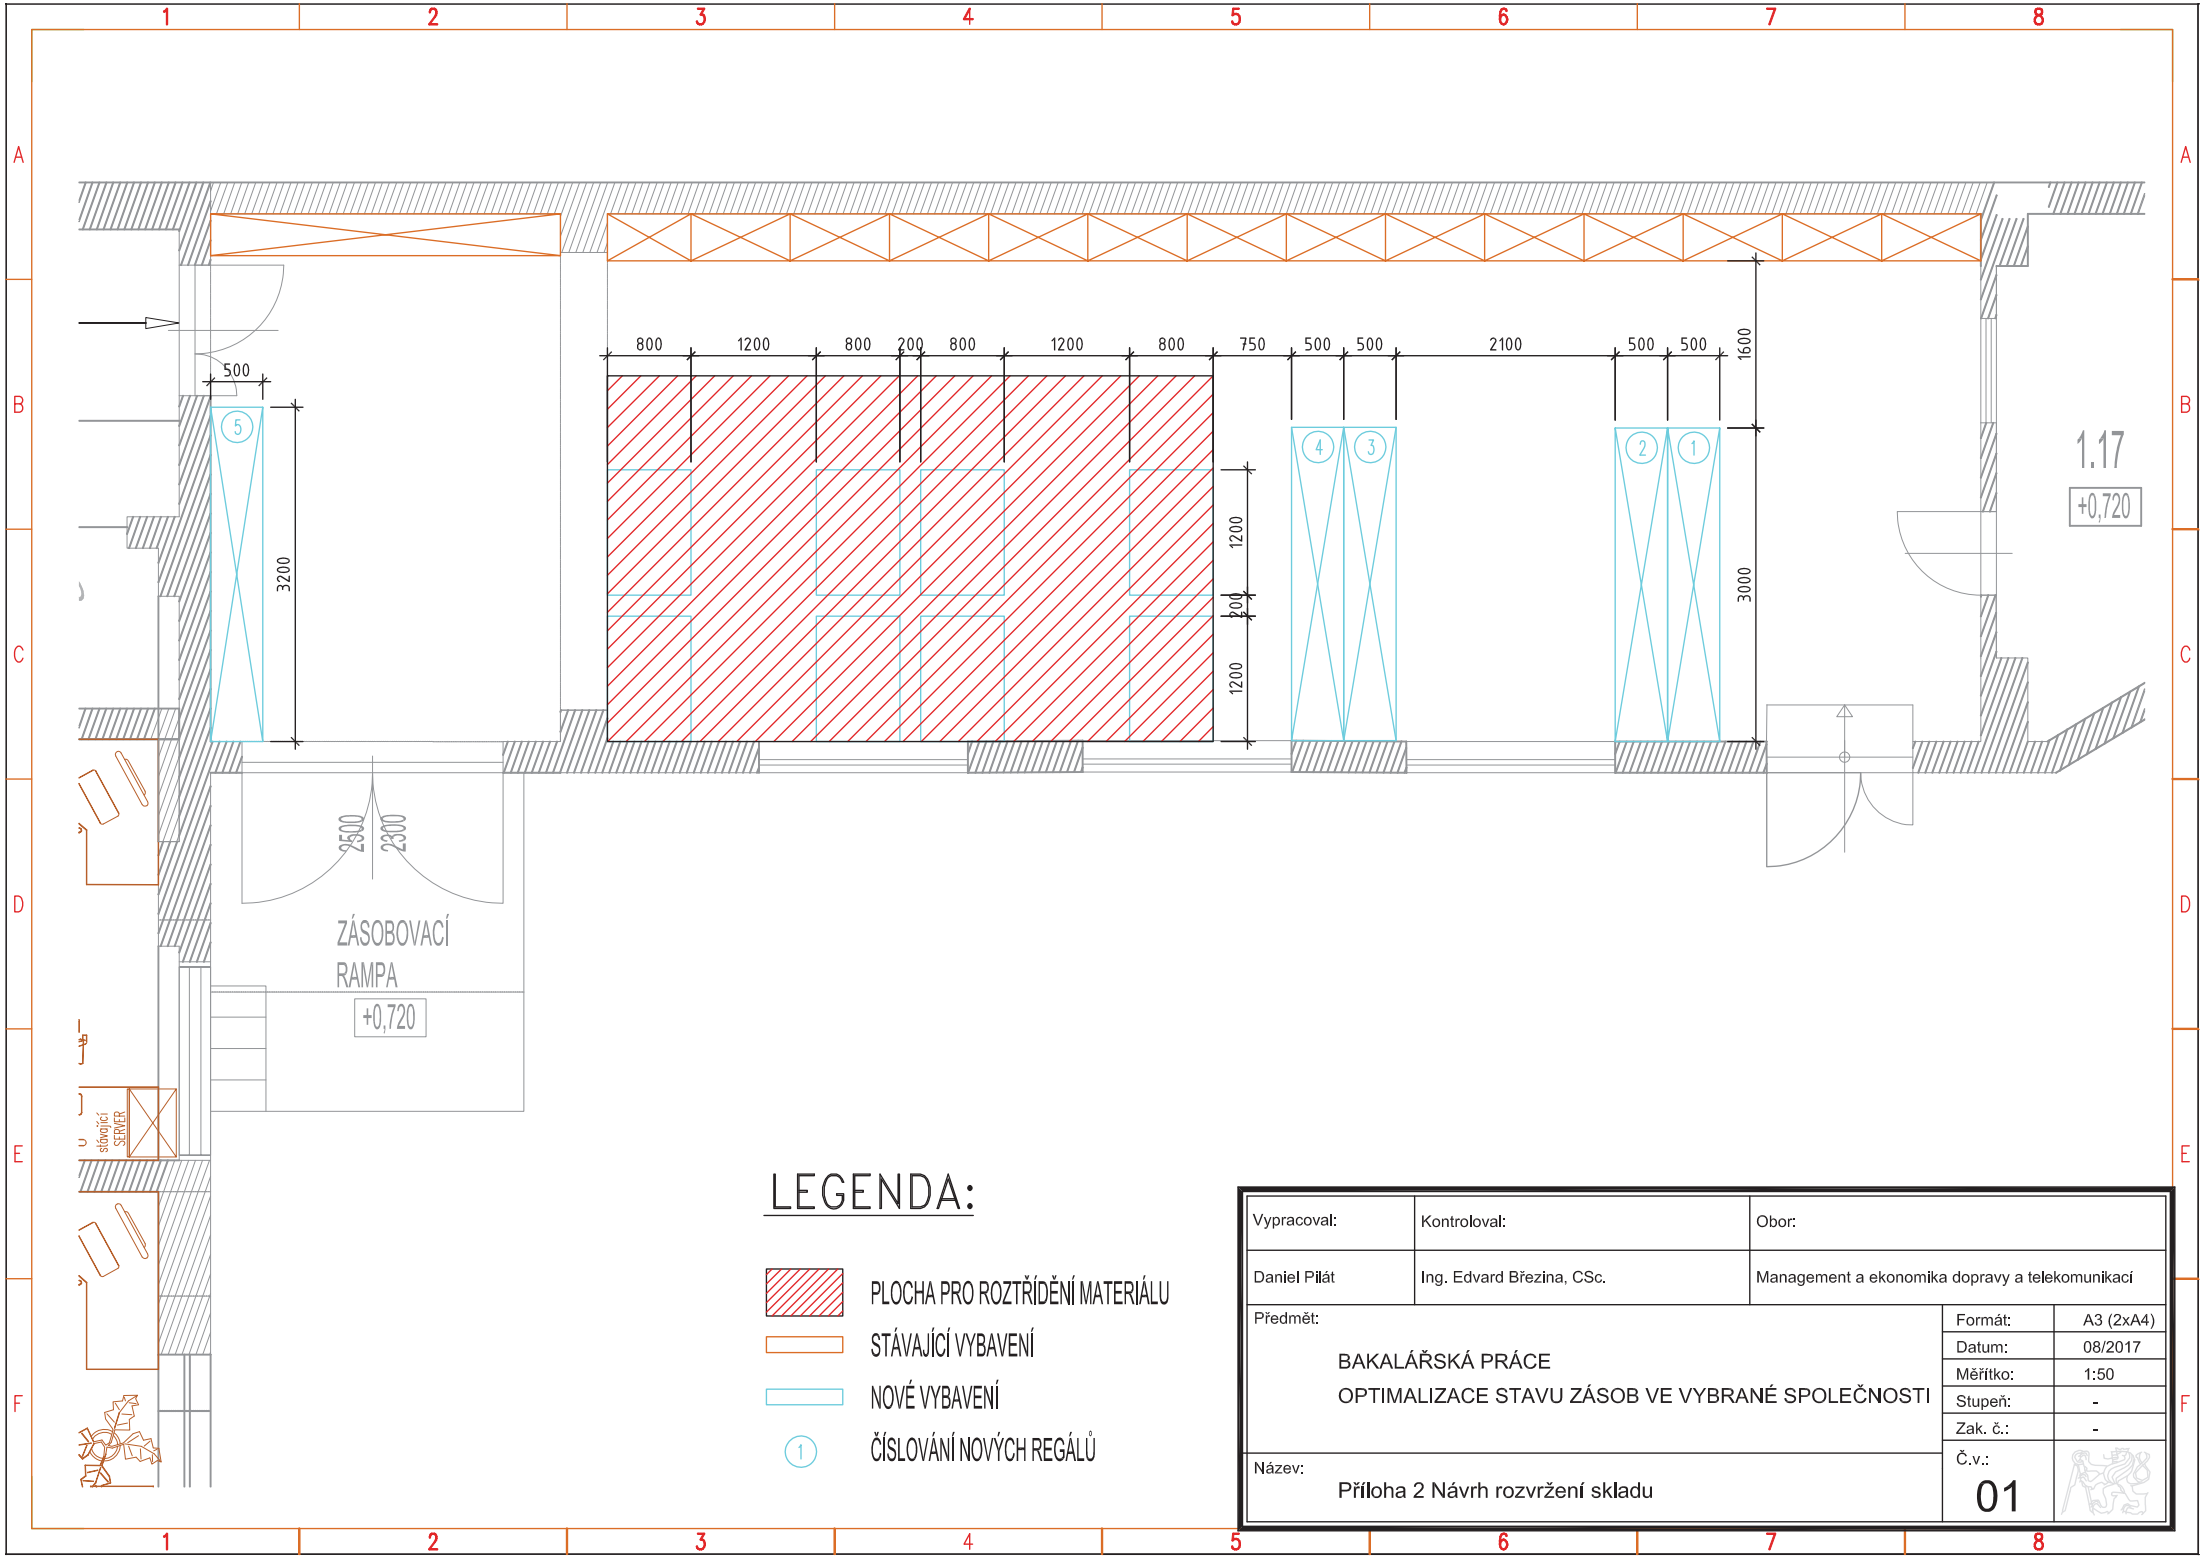 1 2 3 4 5 6 7 8
A A
B B
C C
D D
E E
F F
800 1200 800 200 800 1200 800 750 500 500 2100 500 500
1600
500
5
4 3 2 1
3200
1200
200
1200
3000
1.17
+0,720
2500
2300
ZÁSOBOVACÍ
RAMPA
+0,720
stávající
SERVER
LEGENDA:
PLOCHA PRO ROZTŘÍDĚNÍ MATERIÁLU
STÁVAJÍCÍ VYBAVENÍ
NOVÉ VYBAVENÍ
1 ČÍSLOVÁNÍ NOVÝCH REGÁLŮ
Vypracoval: Kontroloval: Obor:
Daniel Pilát Ing. Edvard Březina, CSc. Management a ekonomika dopravy a telekomunikací
Předmět:
BAKALÁŘSKÁ PRÁCE
OPTIMALIZACE STAVU ZÁSOB VE VYBRANÉ SPOLEČNOSTI
Formát: A3 (2xA4)
Datum: 08/2017
Měřítko: 1:50
Stupeň: -
Zak. č.: -
Č.v.:
01
Název:
Příloha 2 Návrh rozvržení skladu
1 2 3 4 5 6 7 8